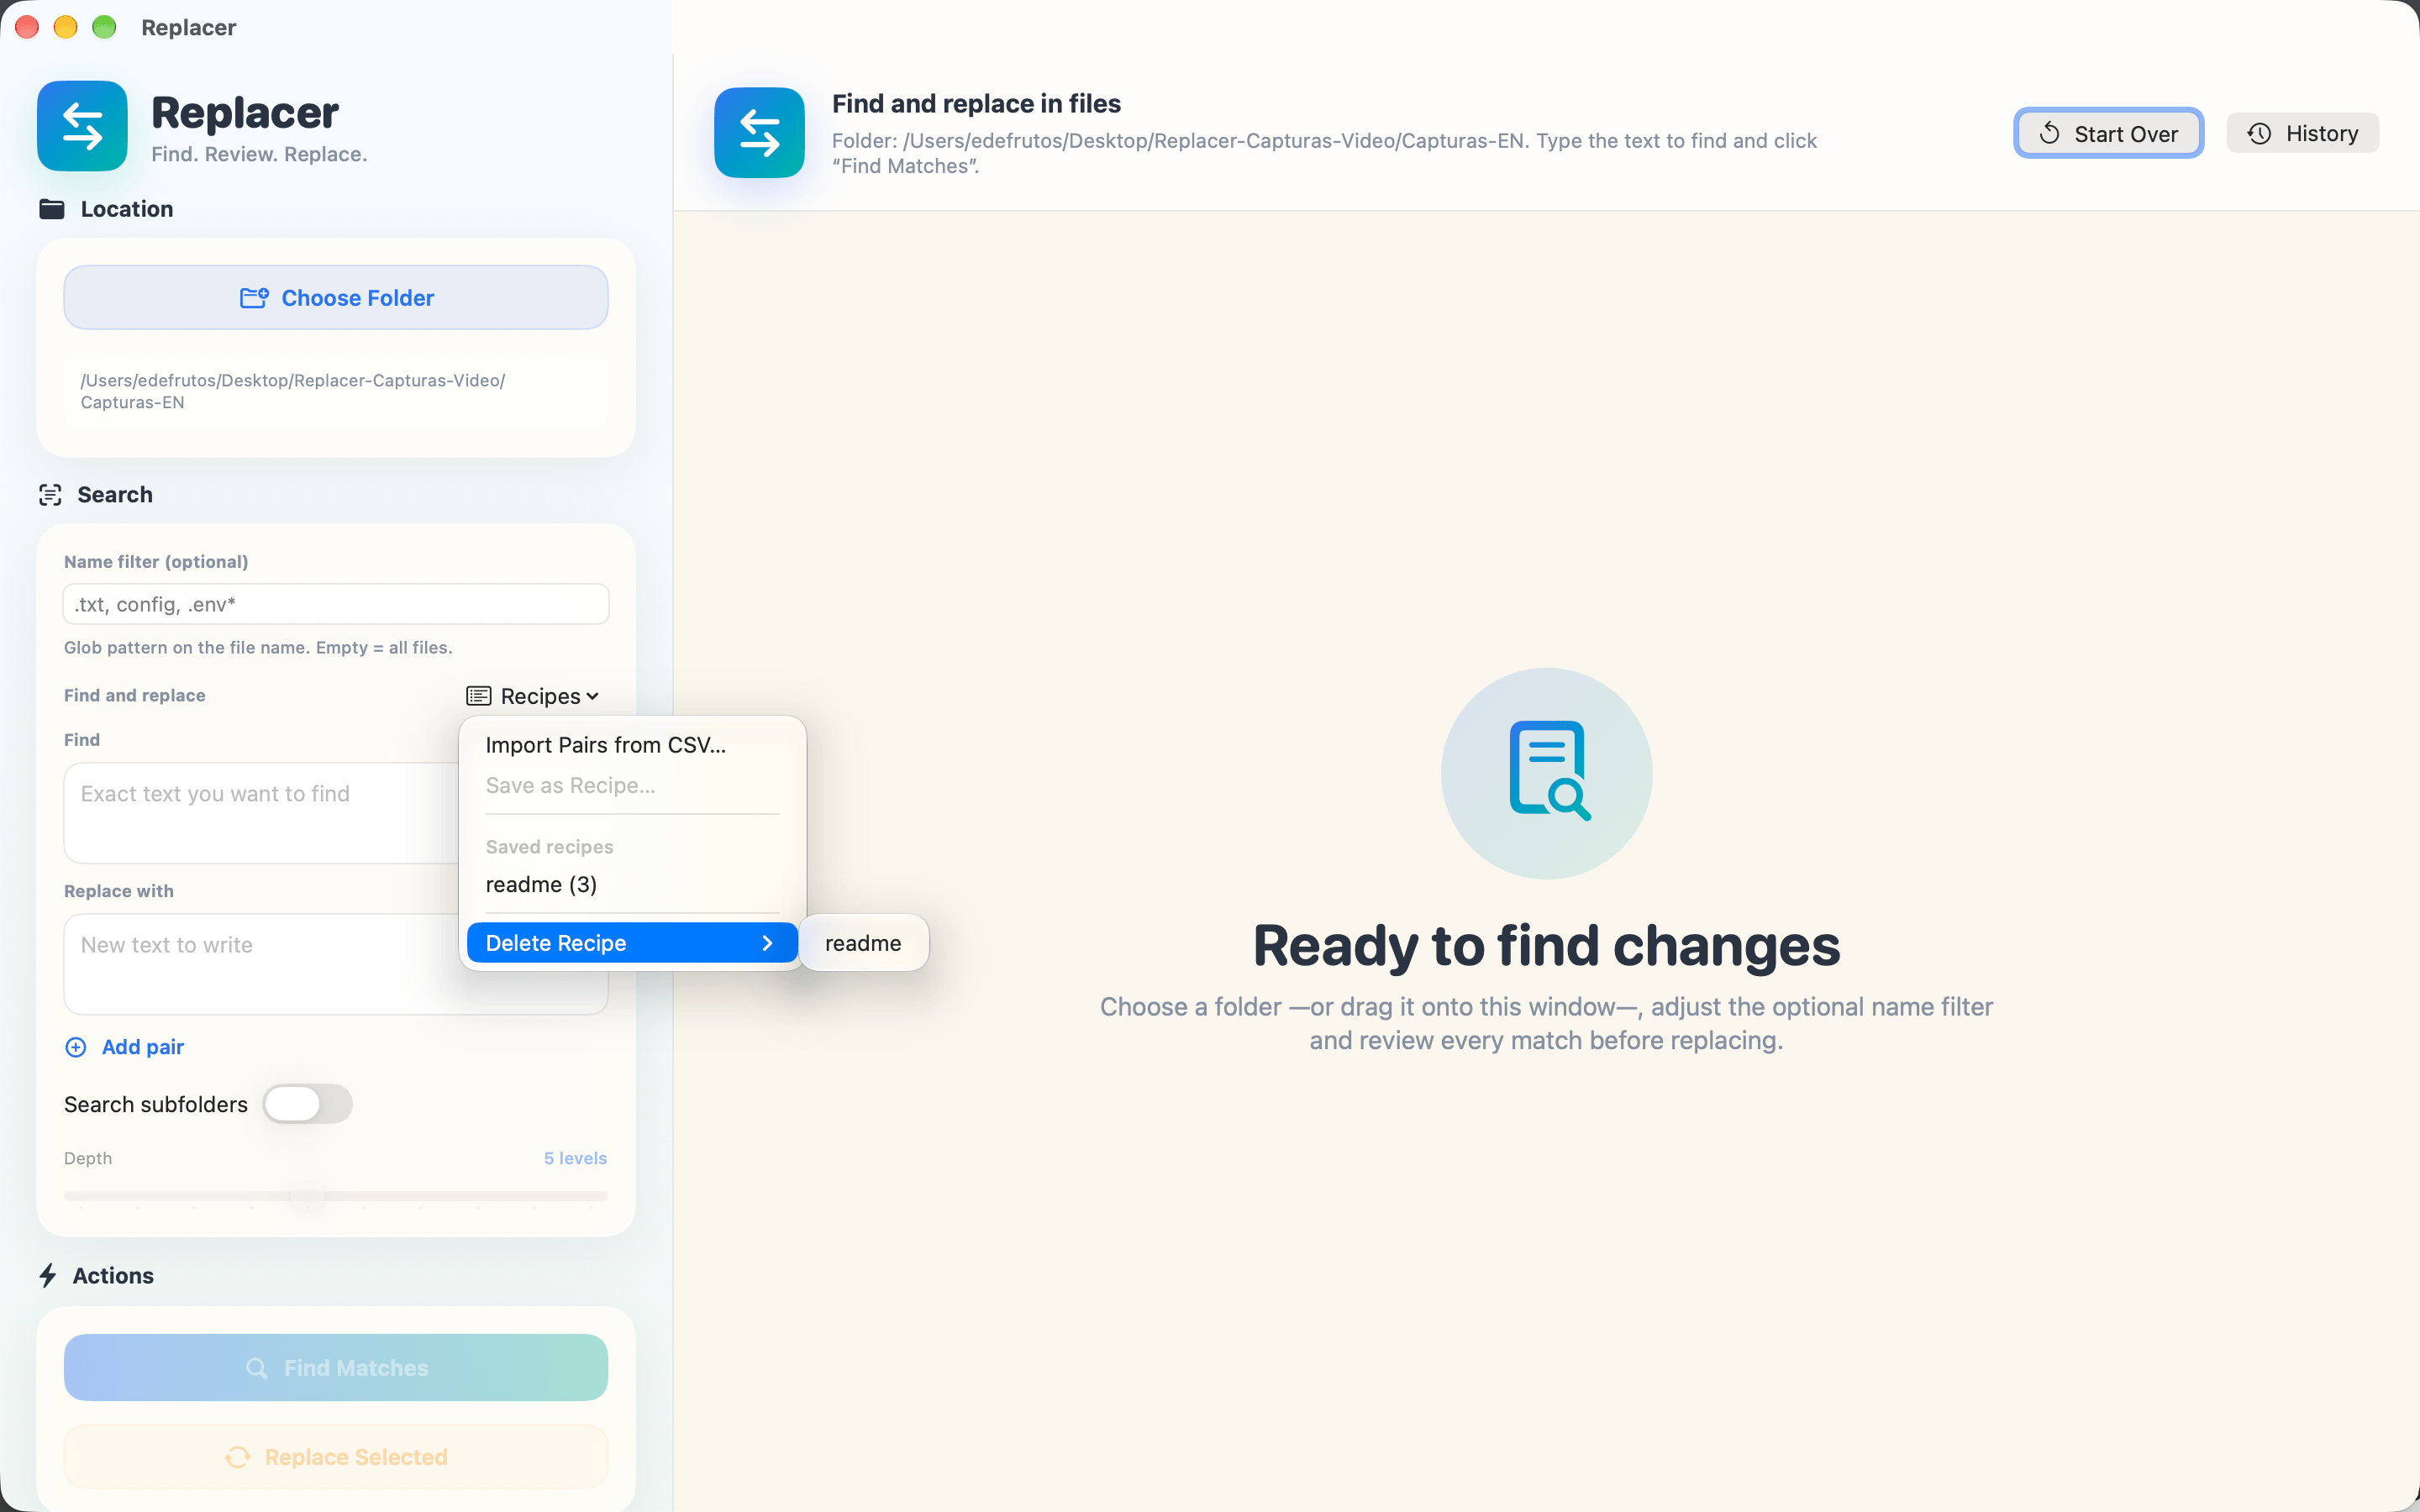 Replacer
Replacer
Find. Review. Replace.
Location
Choose Folder
/Users/edefrutos/Desktop/Replacer-Capturas-Video/
Capturas-EN
Search
Name filter (optional)
.txt, config, .env*
Glob pattern on the file name. Empty = all files.
Find and replace
Recipes
Find
Exact text you want to find
Replace with
New text to write
Import Pairs from CSV...
Save as Recipe...
Saved recipes
readme (3)
Delete Recipe
readme
Add pair
Search subfolders
Depth
5 levels
Actions
Find Matches
Replace Selected
Find and replace in files
Folder: /Users/edefrutos/Desktop/Replacer-Capturas-Video/Capturas-EN. Type the text to find and click
“Find Matches”.
Start Over
History
Ready to find changes
Choose a folder —or drag it onto this window—, adjust the optional name filter
and review every match before replacing.